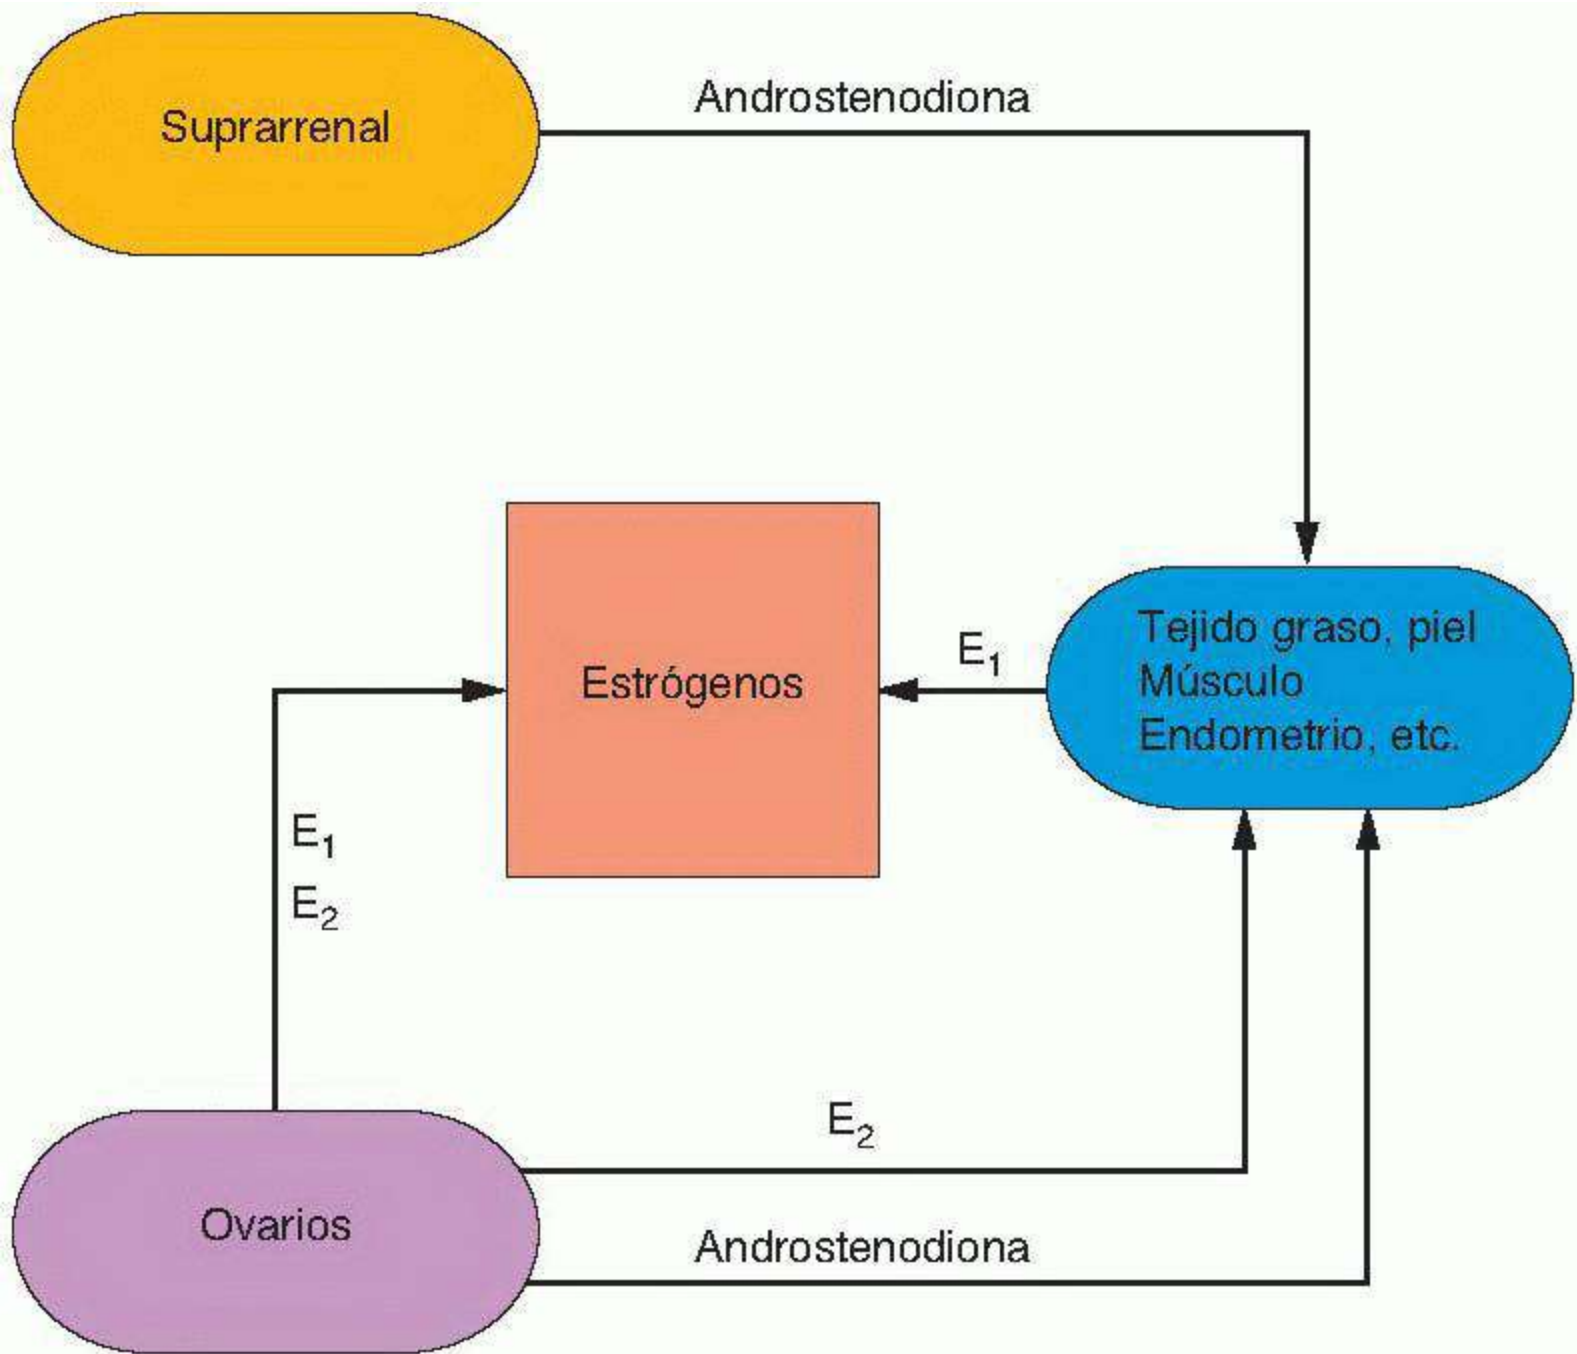 Androstenodiona
Suprarrenal
E1
Tejido graso, piel
Músculo
Endometrio, etc.
Estrógenos
E1
E2
E2
Ovarios
Androstenodiona